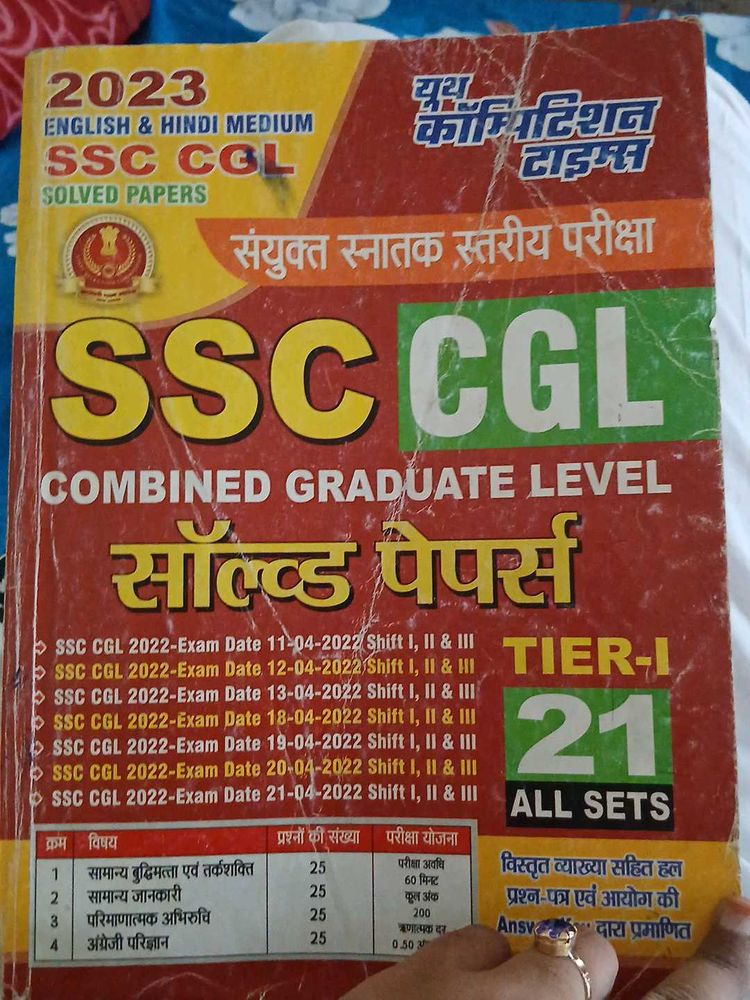 2023
ENGLISH & HINDI MEDIUM
SSC CGL
SOLVED PAPERS
यूथ
कॉम्पिटिशन
टाइम्स
संयुक्त स्नातक स्तरीय परीक्षा
SSC CGL
COMBINED GRADUATE LEVEL
सॉल्व्ड पेपर्स
SSC CGL 2022-Exam Date 11-04-2022 Shift I, II & III
SSC CGL 2022-Exam Date 12-04-2022 Shift I, II & III
SSC CGL 2022-Exam Date 13-04-2022 Shift I, II & III
SSC CGL 2022-Exam Date 18-04-2022 Shift I, II & III
SSC CGL 2022-Exam Date 19-04-2022 Shift I, II & III
SSC CGL 2022-Exam Date 20-04-2022 Shift I, II & III
SSC CGL 2022-Exam Date 21-04-2022 Shift I, II & III
TIER-I
21
ALL SETS
क्रम विषय प्रश्नों की संख्या परीक्षा योजना
1 सामान्य बुद्धिमत्ता एवं तर्कशक्ति 25
2 सामान्य जानकारी 25
3 परिमाणात्मक अभिरुचि 25
4 अंग्रेजी परिज्ञान 25
परीक्षा अवधि
60 मिनट
कुल अंक
200
ऋणात्मक दर
0.50
विस्तृत व्याख्या सहित हल
प्रश्न-पत्र एवं आयोग की
द्वारा प्रमाणित